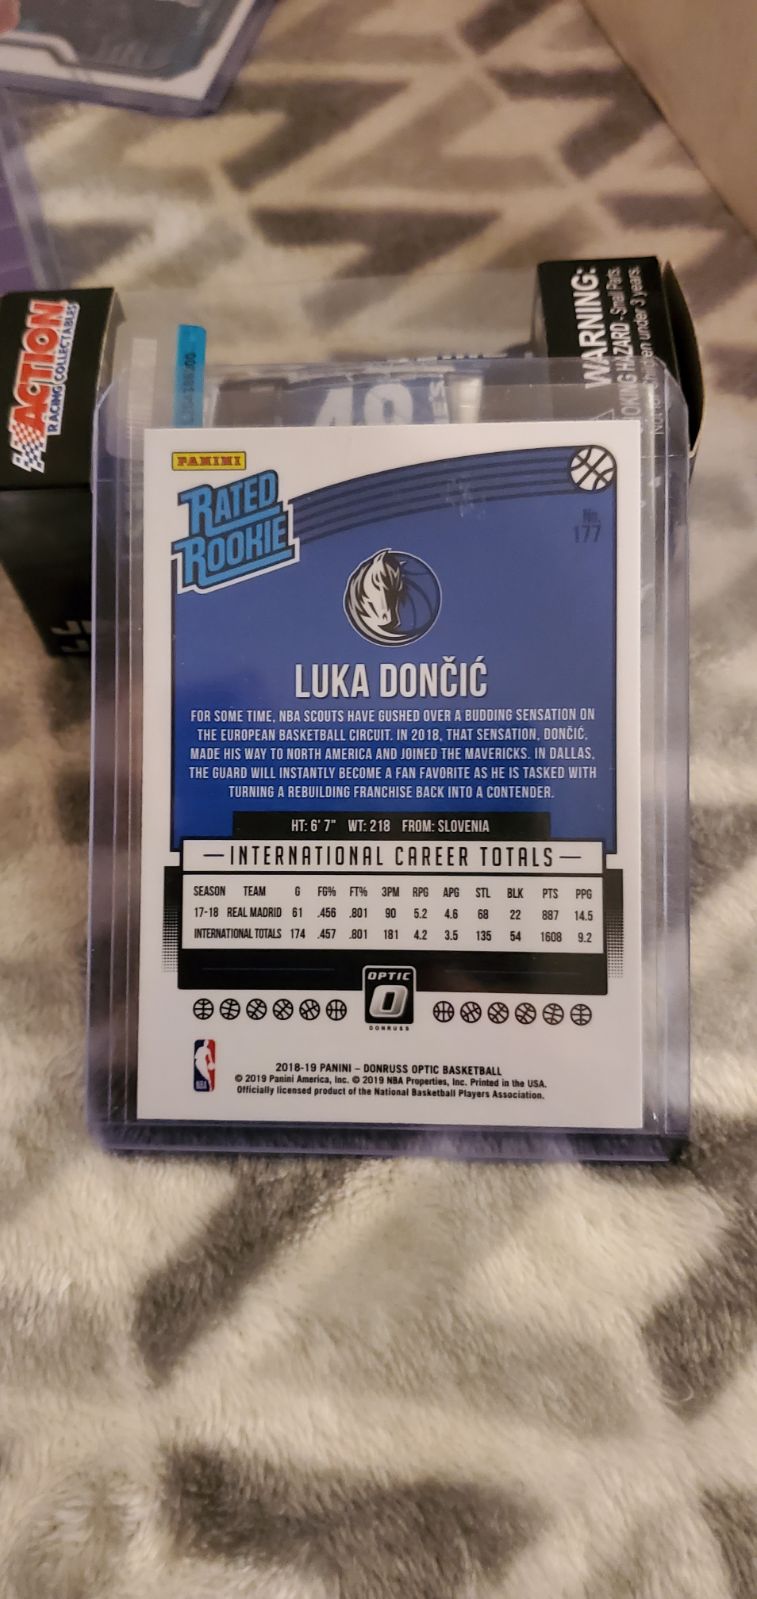 ACTION
RACING COLLECTABLES
WARNING:
HAZARD - Small Parts.
under 3 years.
48
PANINI
RATED
ROOKIE
No.
177
LUKA DONČIĆ
FOR SOME TIME, NBA SCOUTS HAVE GUSHED OVER A BUDDING SENSATION ON
THE EUROPEAN BASKETBALL CIRCUIT. IN 2018, THAT SENSATION, DONČIĆ,
MADE HIS WAY TO NORTH AMERICA AND JOINED THE MAVERICKS. IN DALLAS,
THE GUARD WILL INSTANTLY BECOME A FAN FAVORITE AS HE IS TASKED WITH
TURNING A REBUILDING FRANCHISE BACK INTO A CONTENDER.
HT: 6' 7" WT: 218 FROM: SLOVENIA
INTERNATIONAL CAREER TOTALS
SEASON TEAM G FG% FT% 3PM RPG APG STL BLK PTS PPG
17-18 REAL MADRID 61 .456 .801 90 5.2 4.6 68 22 887 14.5
INTERNATIONAL TOTALS 174 .457 .801 181 4.2 3.5 135 54 1608 9.2
OPTIC
O
DONRUSS
NBA
2018-19 PANINI – DONRUSS OPTIC BASKETBALL
© 2019 Panini America, Inc. © 2019 NBA Properties, Inc. Printed in the USA.
Officially licensed product of the National Basketball Players Association.